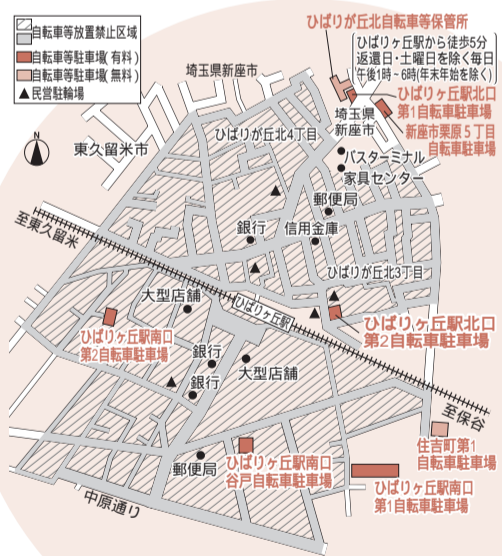 自転車等放置禁止区域
自転車等駐車場(有料)
自転車等駐車場(無料)
民営駐輪場
ひばりが丘北自転車等保管所
ひばりヶ丘駅から徒歩5分
返還日・土曜日を除く毎日
午後1時~6時(年末年始を除く)
ひばりヶ丘駅北口
第1自転車駐車場
新座市栗原5丁目
自転車駐車場
埼玉県新座市
埼玉県
新座市
N
東久留米市
ひばりが丘北4丁目
バスターミナル
家具センター
郵便局
銀行
信用金庫
至東久留米
ひばりが丘北3丁目
大型店舗
ひばりヶ丘駅
ひばりヶ丘駅北口
第2自転車駐車場
ひばりヶ丘駅南口
第2自転車駐車場
銀行
大型店舗
銀行
至保谷
住吉町第1
自転車駐車場
郵便局
ひばりヶ丘駅南口
谷戸自転車駐車場
ひばりヶ丘駅南口
第1自転車駐車場
中原通り